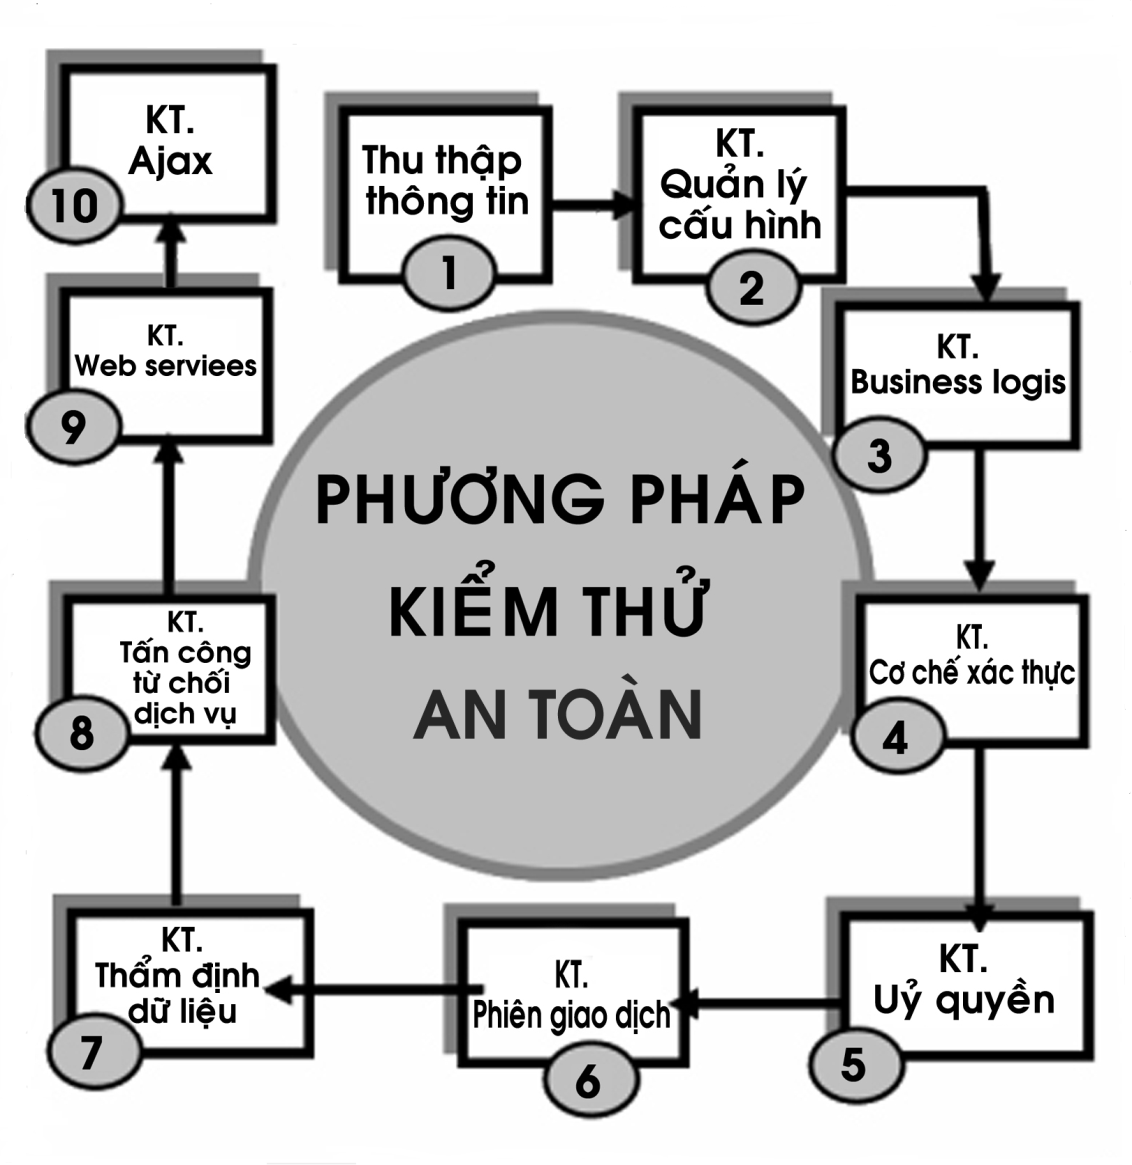 Thu thập
thông tin
1
KT.
Quản lý
cấu hình
2
KT.
Business logis
3
KT.
Cơ chế xác thực
4
KT.
Uỷ quyền
5
KT.
Phiên giao dịch
6
KT.
Thẩm định
dữ liệu
7
KT.
Tấn công
từ chối
dịch vụ
8
KT.
Web serviees
9
KT.
Ajax
10
PHƯƠNG PHÁP
KIỂM THỬ
AN TOÀN